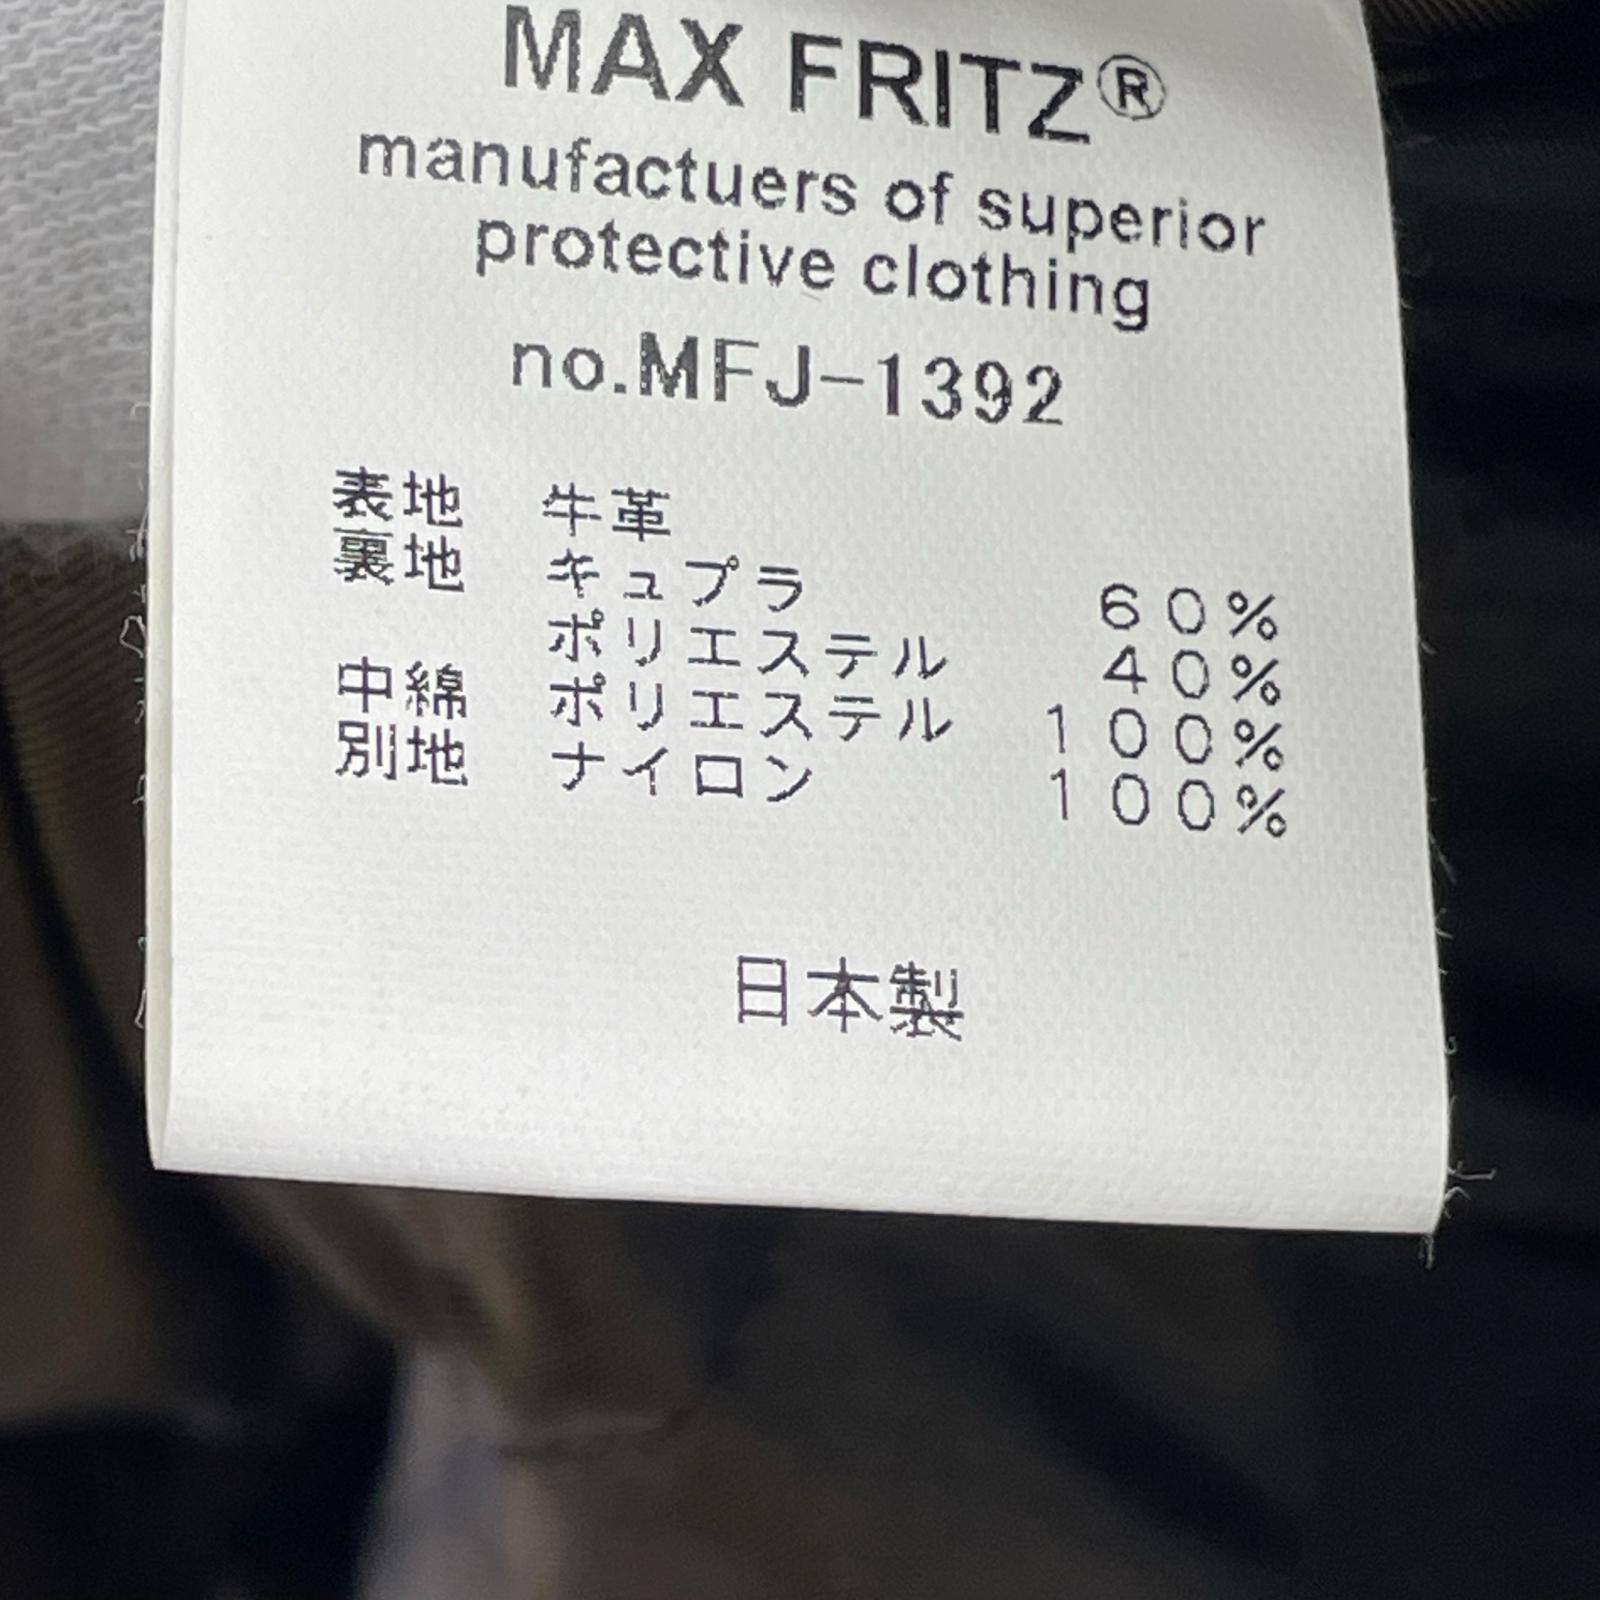 MAX FRITZ®
manufactuers of superior
protective clothing
no.MFJ-1392
表地 牛革
裏地 キュプラ 60%
ポリエステル 40%
中綿 ポリエステル 100%
別地 ナイロン 100%
日本製